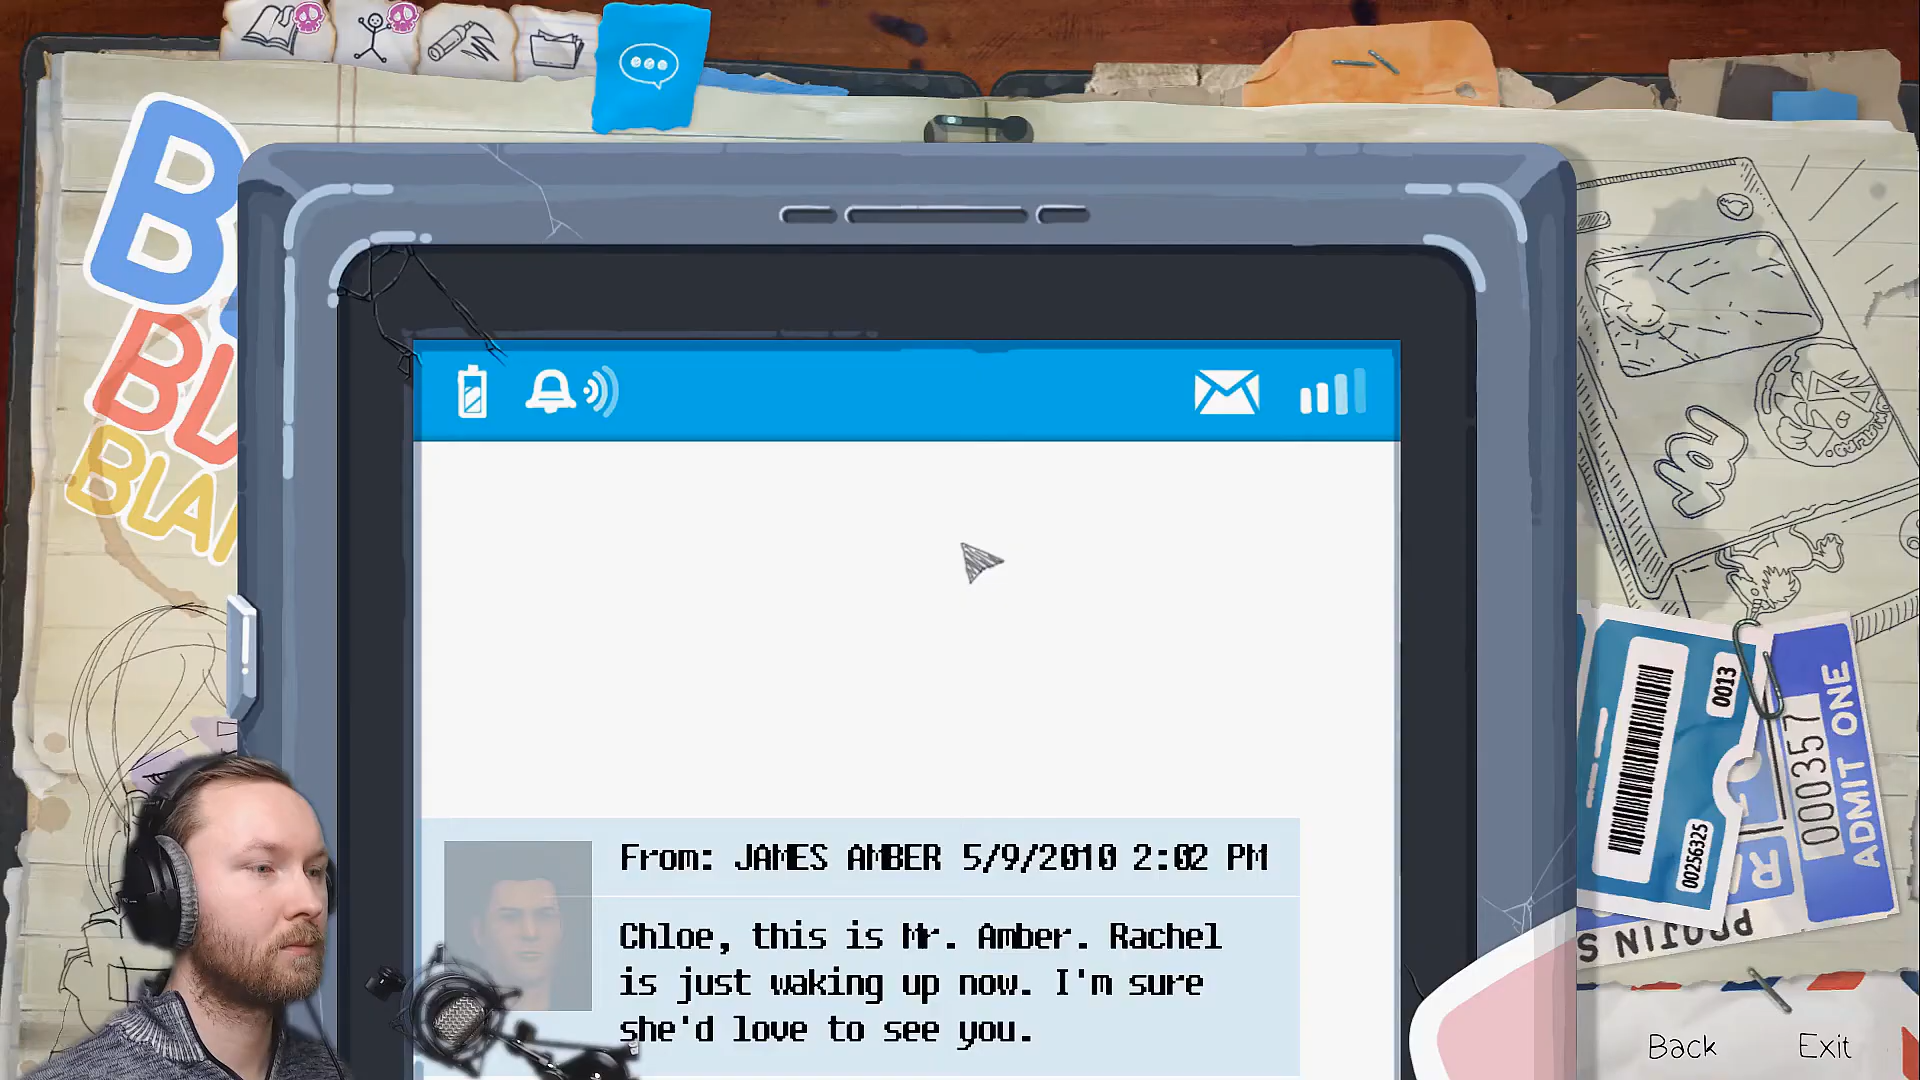 From: JAMES AMBER 5/9/2010 2:02 PM
Chloe, this is Mr. Amber. Rachel
is just waking up now. I'm sure
she'd love to see you.
0013
00256325
000357
ADMIT ONE
Back
Exit